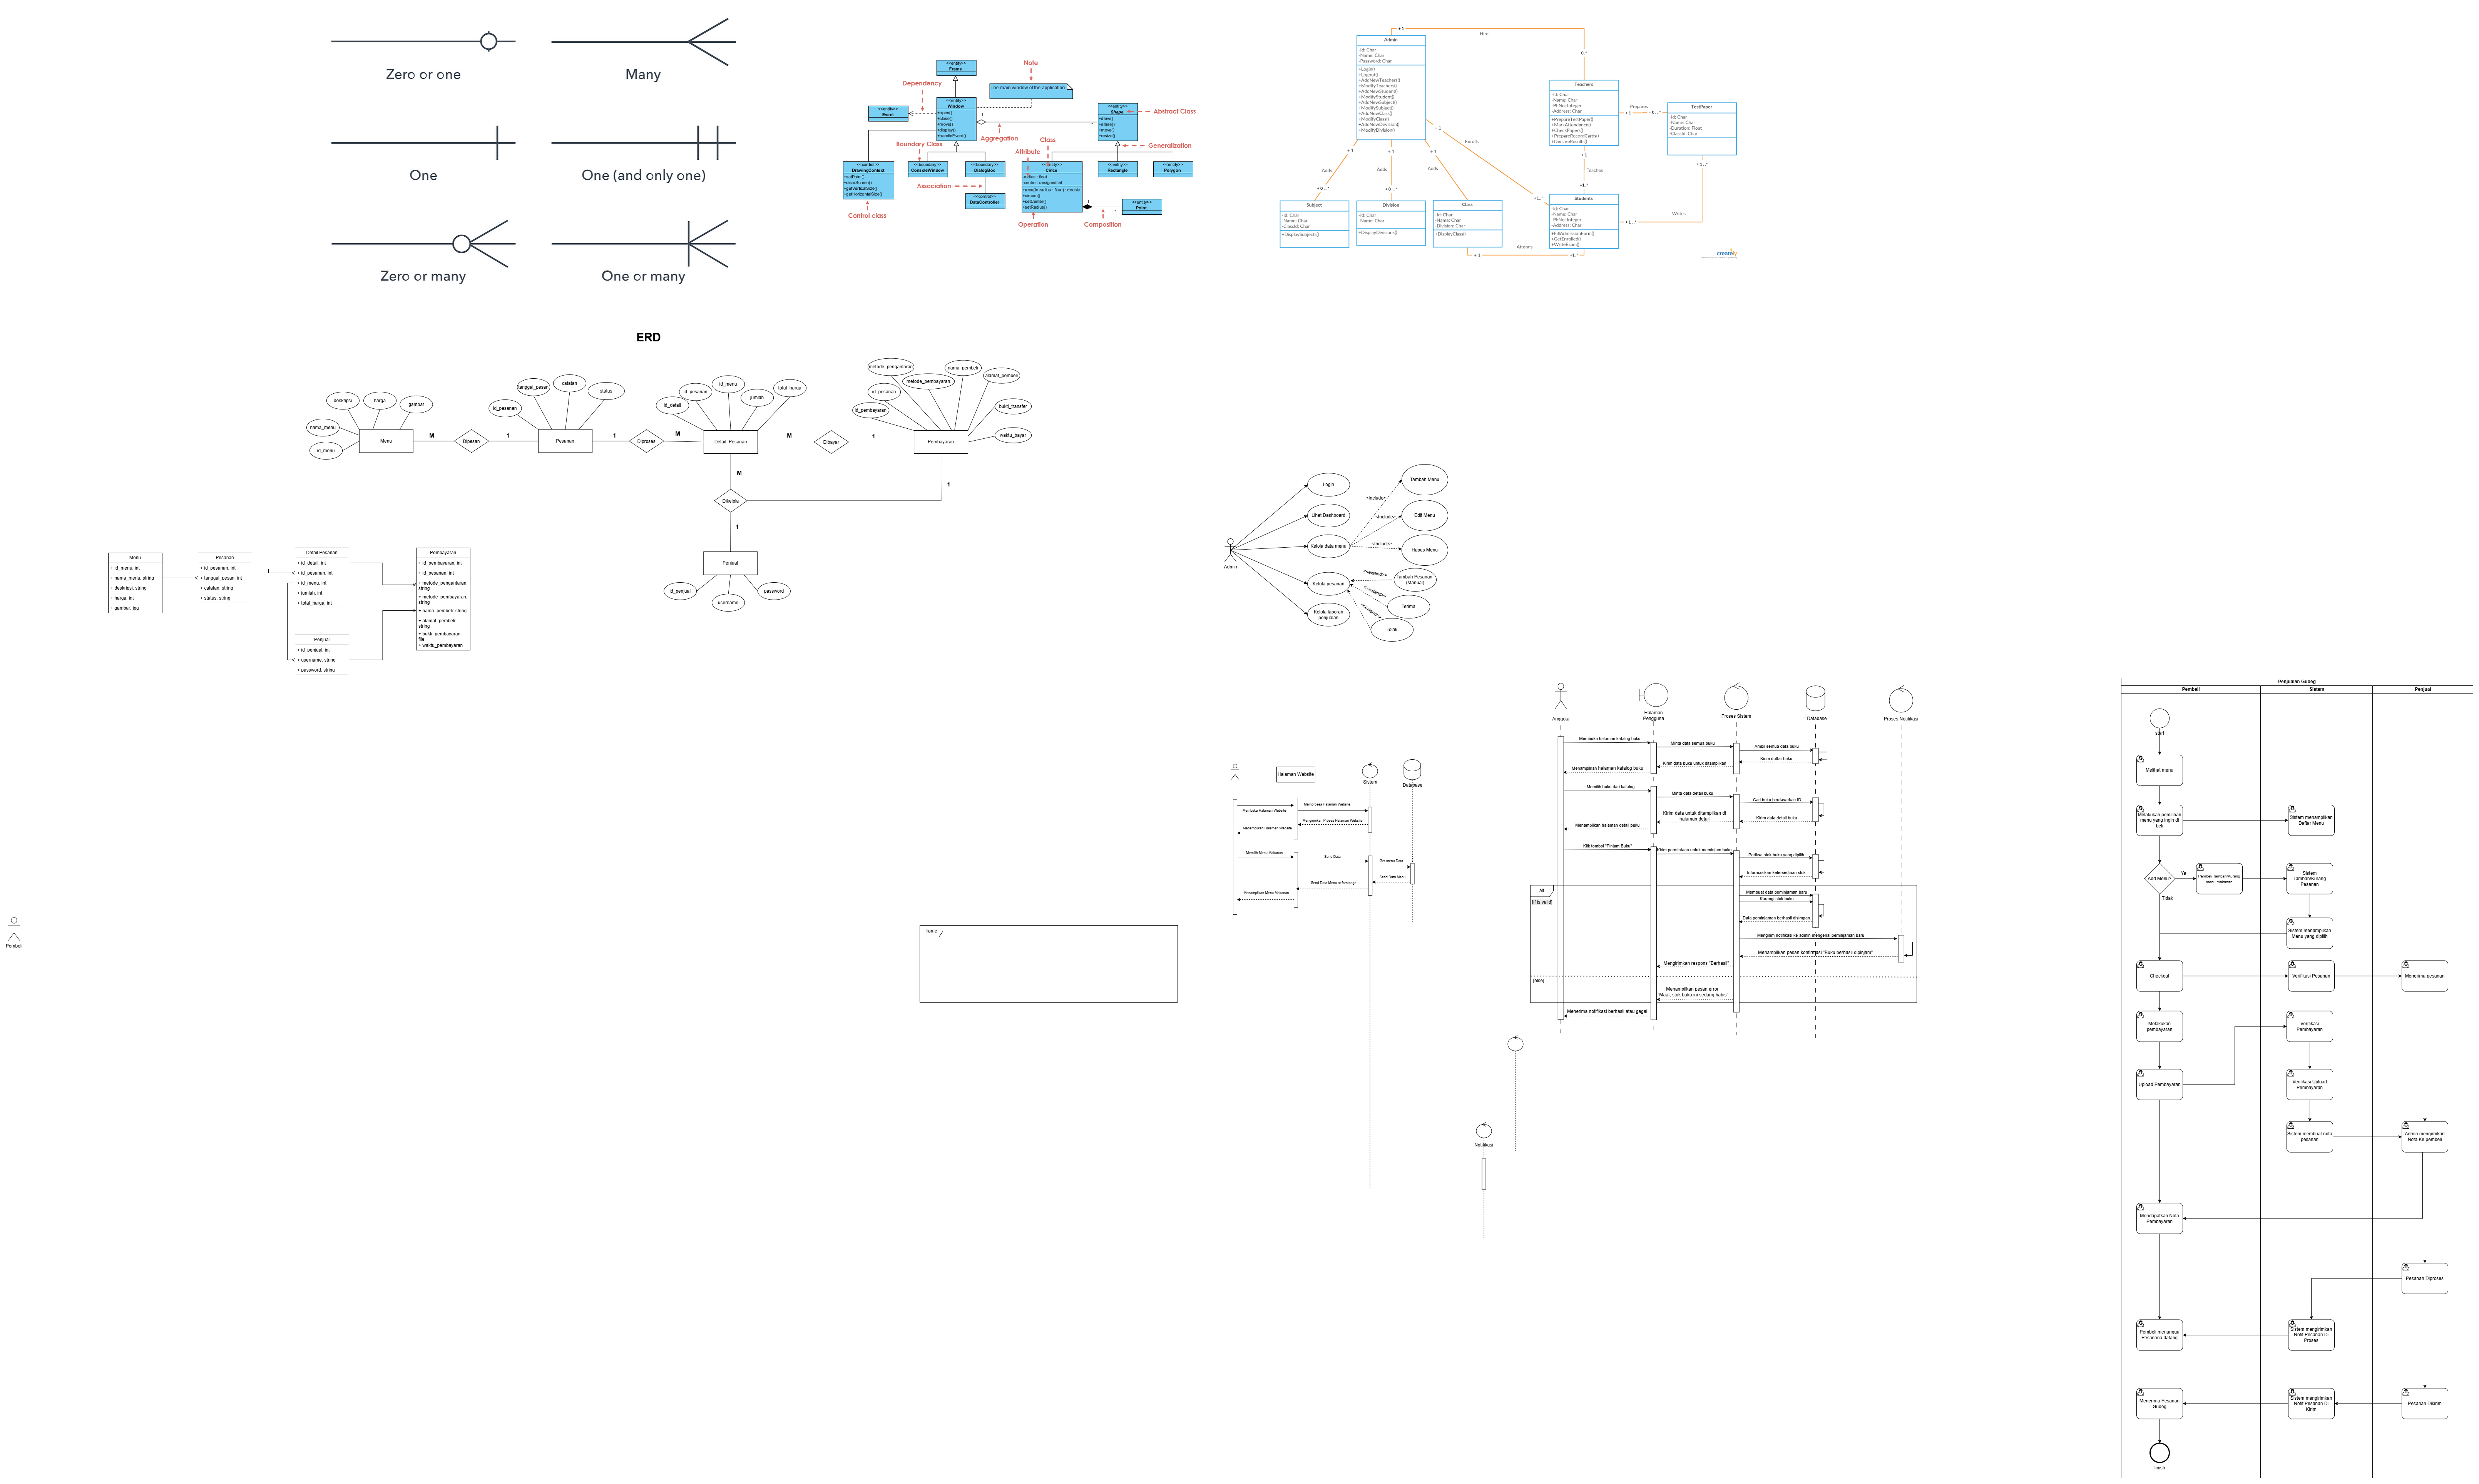 Zero or one
Many
One
One (and only one)
Zero or many
One or many
<<entity>>
Frame
Note
Dependency
The main window of the application.
<<entity>>
Window
+open()
+close()
+move()
+display()
+handleEvent()
<<entity>>
Event
<<entity>>
Shape
+draw()
+erase()
+move()
+resize()
Abstract Class
1
*
Aggregation
Boundary Class
Class
Attribute
Generalization
<<control>>
DrawingContext
+setPoint()
+clearScreen()
+getVerticalSize()
+getHorizontalSize()
<<boundary>>
ConsoleWindow
<<boundary>>
DialogBox
<<entity>>
Cirlce
-radius : float
-center : unsigned int
+area(in radius : float) : double
+circum()
+setCenter()
+setRadius()
<<entity>>
Rectangle
<<entity>>
Polygon
Association
<<control>>
DataController
1
*
<<entity>>
Point
Control class
Operation
Composition
Admin
-Id: Char
-Name: Char
-Password: Char
+Login()
+Logout()
+AddNewTeachers()
+ModifyTeachers()
+AddNewStudent()
+ModifyStudent()
+AddNewSubject()
+ModifySubject()
+AddNewClass()
+ModifyClass()
+AddNewDivision()
+ModifyDivision()
+ 1
Hire
0..*
Teachers
-Id: Char
-Name: Char
-PhNo: Integer
-Address: Char
+PrepareTestPaper()
+MarkAttandance()
+CheckPapers()
+PrepareRecordCards()
+DeclareResults()
Prepares
+1
+ 0...*
TestPaper
-Id: Char
-Name: Char
-Duration: Float
-ClassId: Char
+ 1
Enrolls
+1..*
+ 1
+ 1
+ 1
Adds
Adds
Adds
+ 0...*
+ 0...*
+ 1
Teaches
+1..*
+ 1...*
Subject
-Id: Char
-Name: Char
-ClassId: Char
+DisplaySubjects()
Division
-Id: Char
-Name: Char
+DisplayDivision()
Class
-Id: Char
-Name: Char
-Division: Char
+DisplayClass()
Students
-Id: Char
-Name: Char
-PhNo: Integer
-Address: Char
+FillAdmissionForm()
+GetEnrolled()
+WriteExam()
+ 1...*
Writes
Attends
+ 1
+1..*
creately
ERD
deskripsi
harga
gambar
nama_menu
id_menu
Menu
M
Dipesan
1
tanggal_pesan
catatan
status
id_pesanan
Pesanan
1
Diproses
M
id_pesanan
id_menu
total_harga
jumlah
id_detail
Detail_Pesanan
M
Dibayar
1
metode_pengantaran
nama_pembeli
alamat_pembeli
metode_pembayaran
id_pesanan
id_pembayaran
bukti_transfer
waktu_bayar
Pembayaran
M
1
Dikelola
1
Penjual
id_penjual
username
password
Menu
+ id_menu: int
+ nama_menu: string
+ deskripsi: string
+ harga: int
+ gambar: jpg
Pesanan
+ id_pesanan: int
+ tanggal_pesan: int
+ catatan: string
+ status: string
Detail Pesanan
+ id_detail: int
+ id_pesanan: int
+ id_menu: int
+ jumlah: int
+ total_harga: int
Pembayaran
+ id_pembayaran: int
+ id_pesanan: int
+ metode_pengantaran:
string
+ metode_pembayaran:
string
+ nama_pembeli: string
+ alamat_pembeli:
string
+ bukti_pembayaran:
file
+ waktu_pembayaran
Penjual
+ id_penjual: int
+ username: string
+ password: string
Admin
Login
Lihat Dashboard
Kelola data menu
Kelola pesanan
Kelola laporan
penjualan
<Include>
<Include>
<Include>
Tambah Menu
Edit Menu
Hapus Menu
<<extend>>
<<extend>>
<<extend>>
Tambah Pesanan
(Manual)
Terima
Tolak
Pembeli
frame
Halaman Website
Sistem
Database
Membuka Halaman Website
Memproses Halaman Website
Mengirimkan Proses Halaman Website
Menampilkan Halaman Website
Memilih Menu Makanan
Send Data
Get menu Data
Send Data Menu
Send Data Menu at frontpage
Menampilkan Menu Makanan
Notifikasi
Anggota
Halaman
Pengguna
Proses Sistem
Database
Proses Notifikasi
Membuka halaman katalog buku
Minta data semua buku
Ambil semua data buku
Kirim daftar buku
Kirim data buku untuk ditampilkan
Menampilkan halaman katalog buku
Memilih buku dari katalog
Minta data detail buku
Cari buku berdasarkan ID
Kirim data detail buku
Kirim data untuk ditampilkan di
halaman detail
Menampilkan halaman detail buku
Klik tombol "Pinjam Buku"
Kirim permintaan untuk meminjam buku
Periksa stok buku yang dipilih
Informasikan ketersediaan stok
alt
[if is valid]
Membuat data peminjaman baru
Kurangi stok buku
Data peminjaman berhasil disimpan
Mengirim notifikasi ke admin mengenai peminjaman baru
Menampilkan pesan konfirmasi "Buku berhasil dipinjam"
Mengirimkan respons "Berhasil"
[else]
Menampilkan pesan error
"Maaf, stok buku ini sedang habis"
Menerima notifikasi berhasil atau gagal
Penjualan Gudeg
Pembeli
Sistem
Penjual
start
Melihat menu
Melakukan pemilihan
menu yang ingin di
beli
Sistem menampilkan
Daftar Menu
Add Menu?
Ya
Tidak
Pembeli Tambah/Kurang
menu makanan
Sistem
Tambah/Kurang
Pesanan
Sistem menampilkan
Menu yang dipilih
Checkout
Verifikasi Pesanan
Menerima pesanan
Melakukan
pembayaran
Verifikasi
Pembayaran
Upload Pembayaran
Verifikasi Upload
Pembayaran
Sistem membuat nota
pesanan
Admin mengirimkan
Nota Ke pembeli
Mendapatkan Nota
Pembayaran
Pesanan Diproses
Pembeli menunggu
Pesanana datang
Sistem mengirimkan
Notif Pesanan Di
Proses
Menerima Pesanan
Gudeg
Sistem mengirimkan
Notif Pesanan Di
Kirim
Pesanan Dikirim
finish